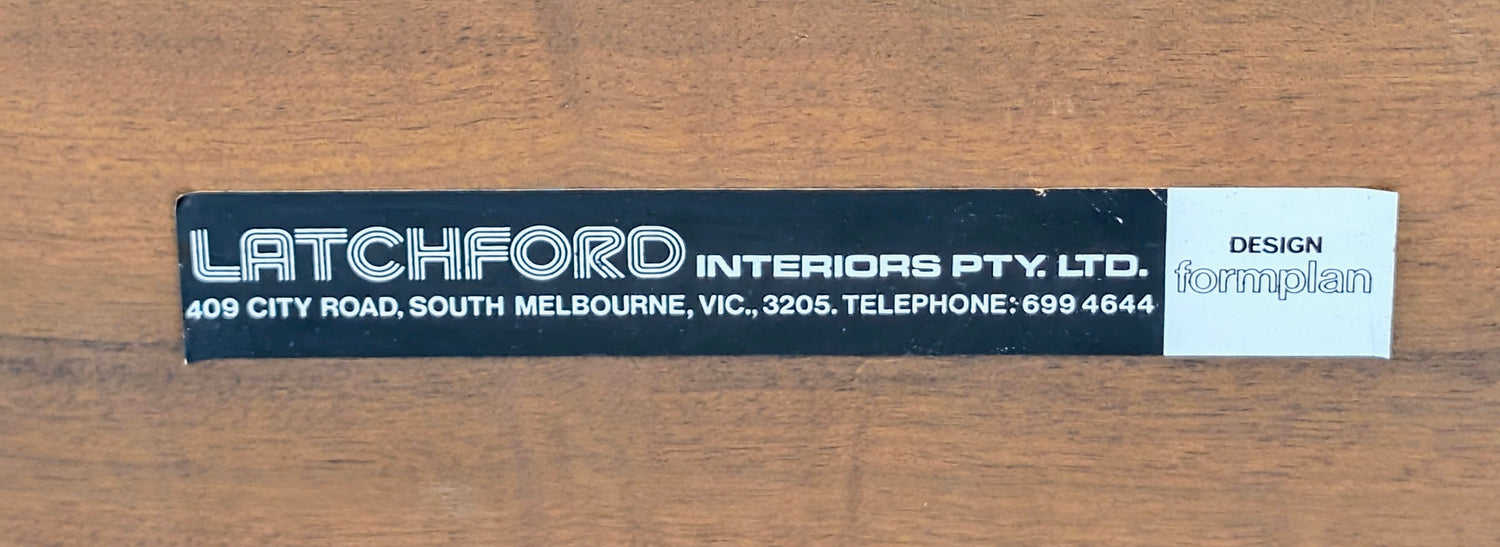 LATCHFORD INTERIORS PTY. LTD.
409 CITY ROAD, SOUTH MELBOURNE, VIC., 3205. TELEPHONE: 699 4644
DESIGN
formplan